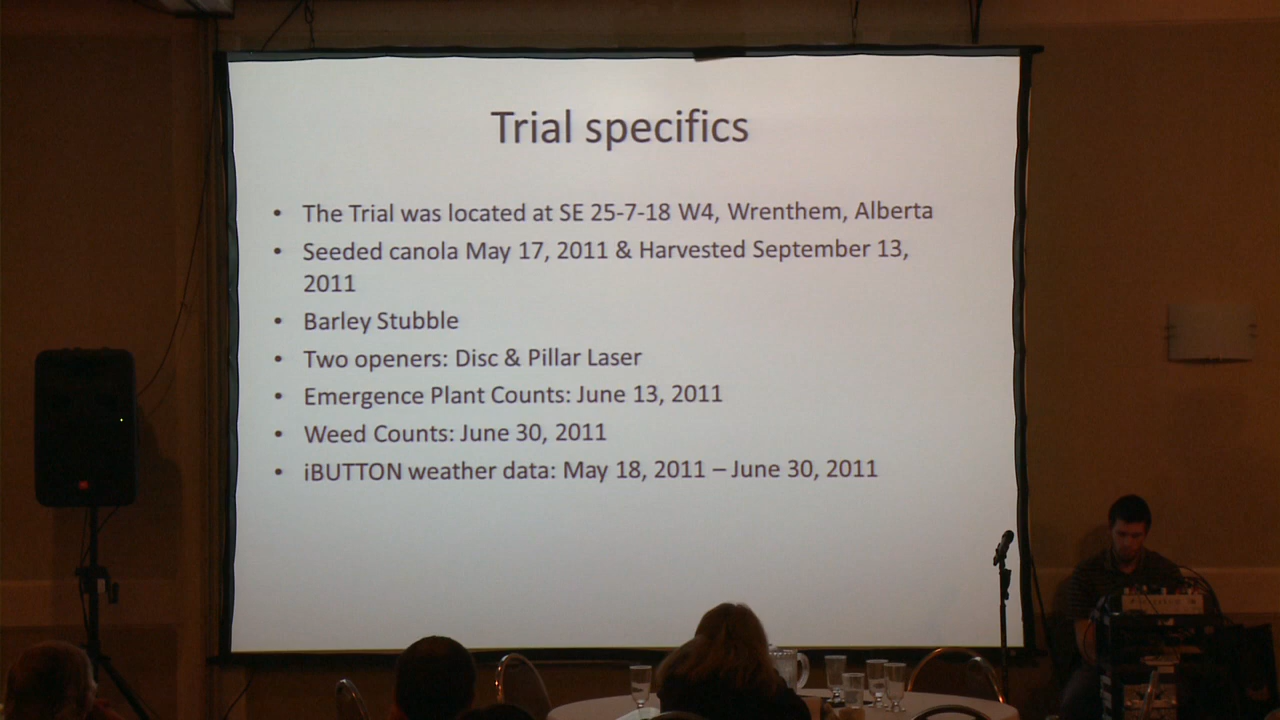 Trial specifics
• The Trial was located at SE 25-7-18 W4, Wrenthem, Alberta
• Seeded canola May 17, 2011 & Harvested September 13,
2011
• Barley Stubble
• Two openers: Disc & Pillar Laser
• Emergence Plant Counts: June 13, 2011
• Weed Counts: June 30, 2011
• iBUTTON weather data: May 18, 2011 – June 30, 2011